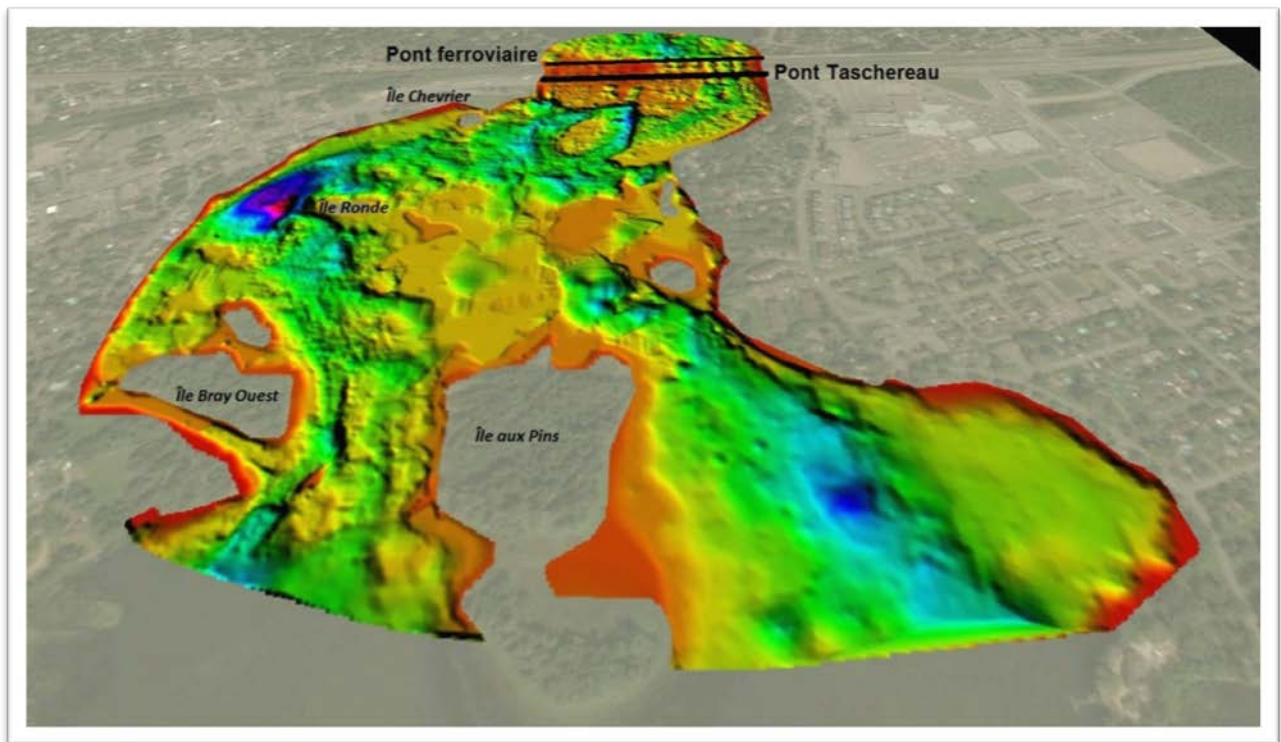 Pont ferroviaire
Pont Taschereau
Île Chevrier
Île Ronde
Île Bray Ouest
Île aux Pins